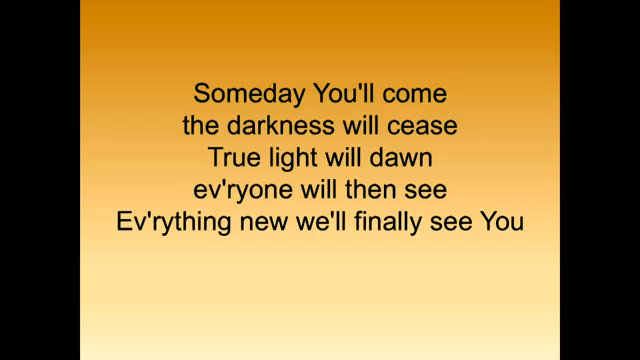 Someday You'll come
the darkness will cease
True light will dawn
ev'ryone will then see
Ev'rything new we'll finally see You